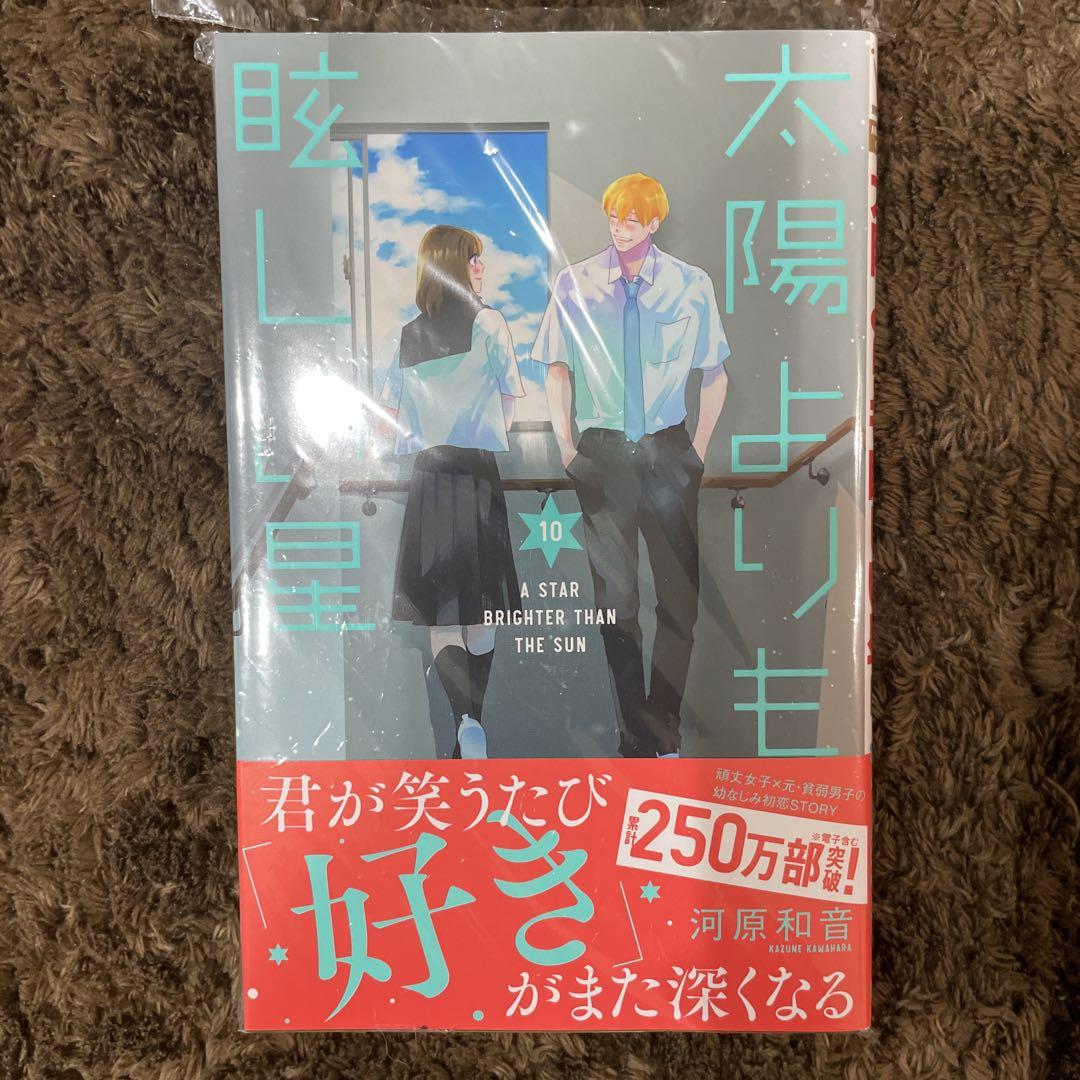 太陽よりも
眩しい星
10
A STAR
BRIGHTER THAN
THE SUN
君が笑うたび
「好き」
がまた深くなる
頑丈女子×元・貧弱男子の
幼なじみ初恋STORY
累計250万部突破!
※電子含む
河原和音
KAZUNE KAWAHARA